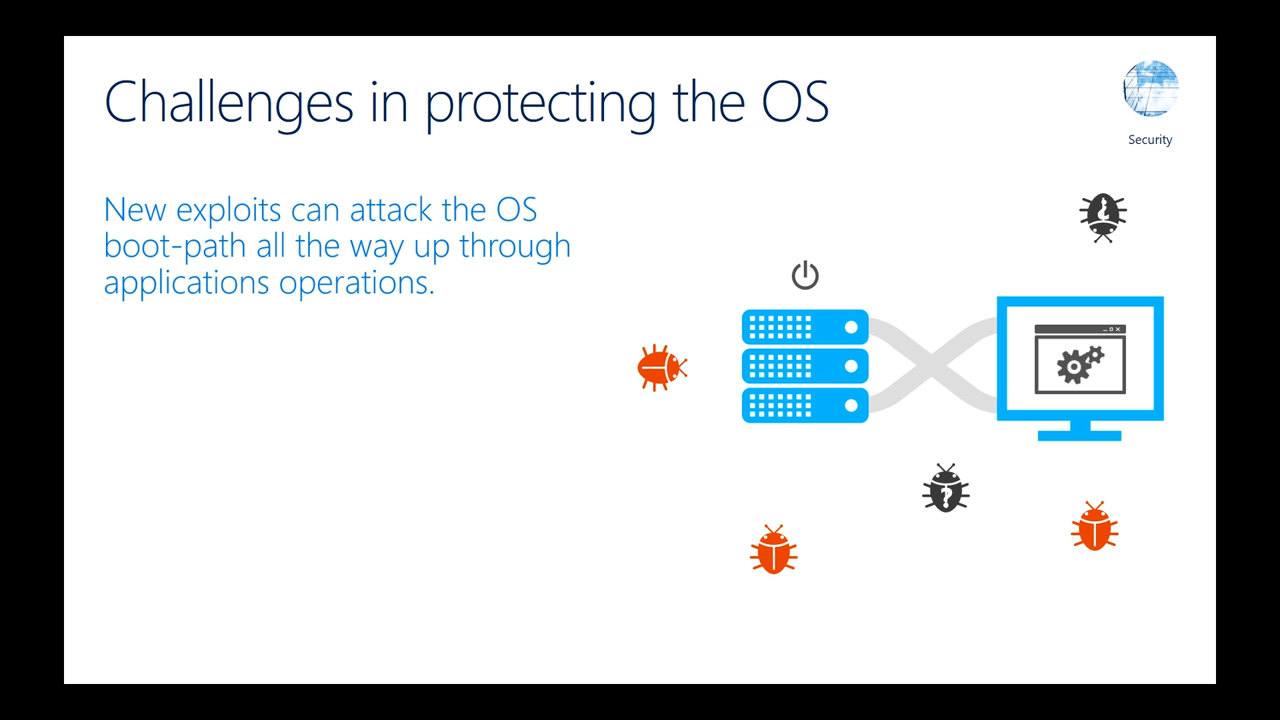 Challenges in protecting the OS
Security
New exploits can attack the OS
boot-path all the way up through
applications operations.
?
?